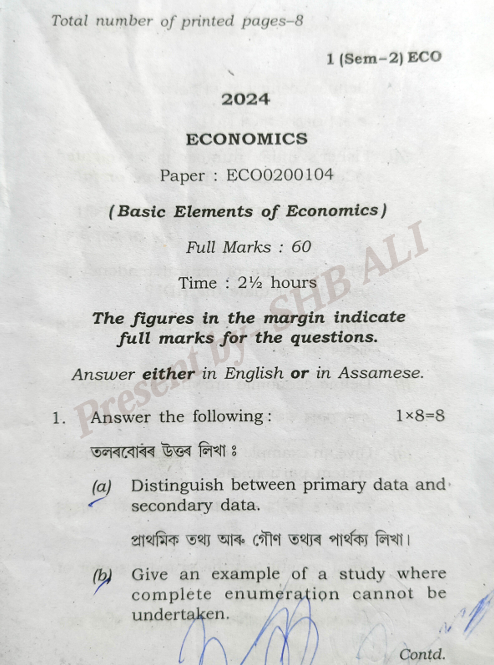 Total number of printed pages–8
1 (Sem–2) ECO
2024
ECONOMICS
Paper : ECO0200104
(Basic Elements of Economics)
Full Marks : 60
Time : 2½ hours
The figures in the margin indicate
full marks for the questions.
Answer either in English or in Assamese.
Present by- SHB ALI
1. Answer the following : 1×8=8
তলৰবোৰৰ উত্তৰ লিখা ঃ
(a) Distinguish between primary data and
secondary data.
প্ৰাথমিক তথ্য আৰু গৌণ তথ্যৰ পাৰ্থক্য লিখা।
(b) Give an example of a study where
complete enumeration cannot be
undertaken.
Contd.